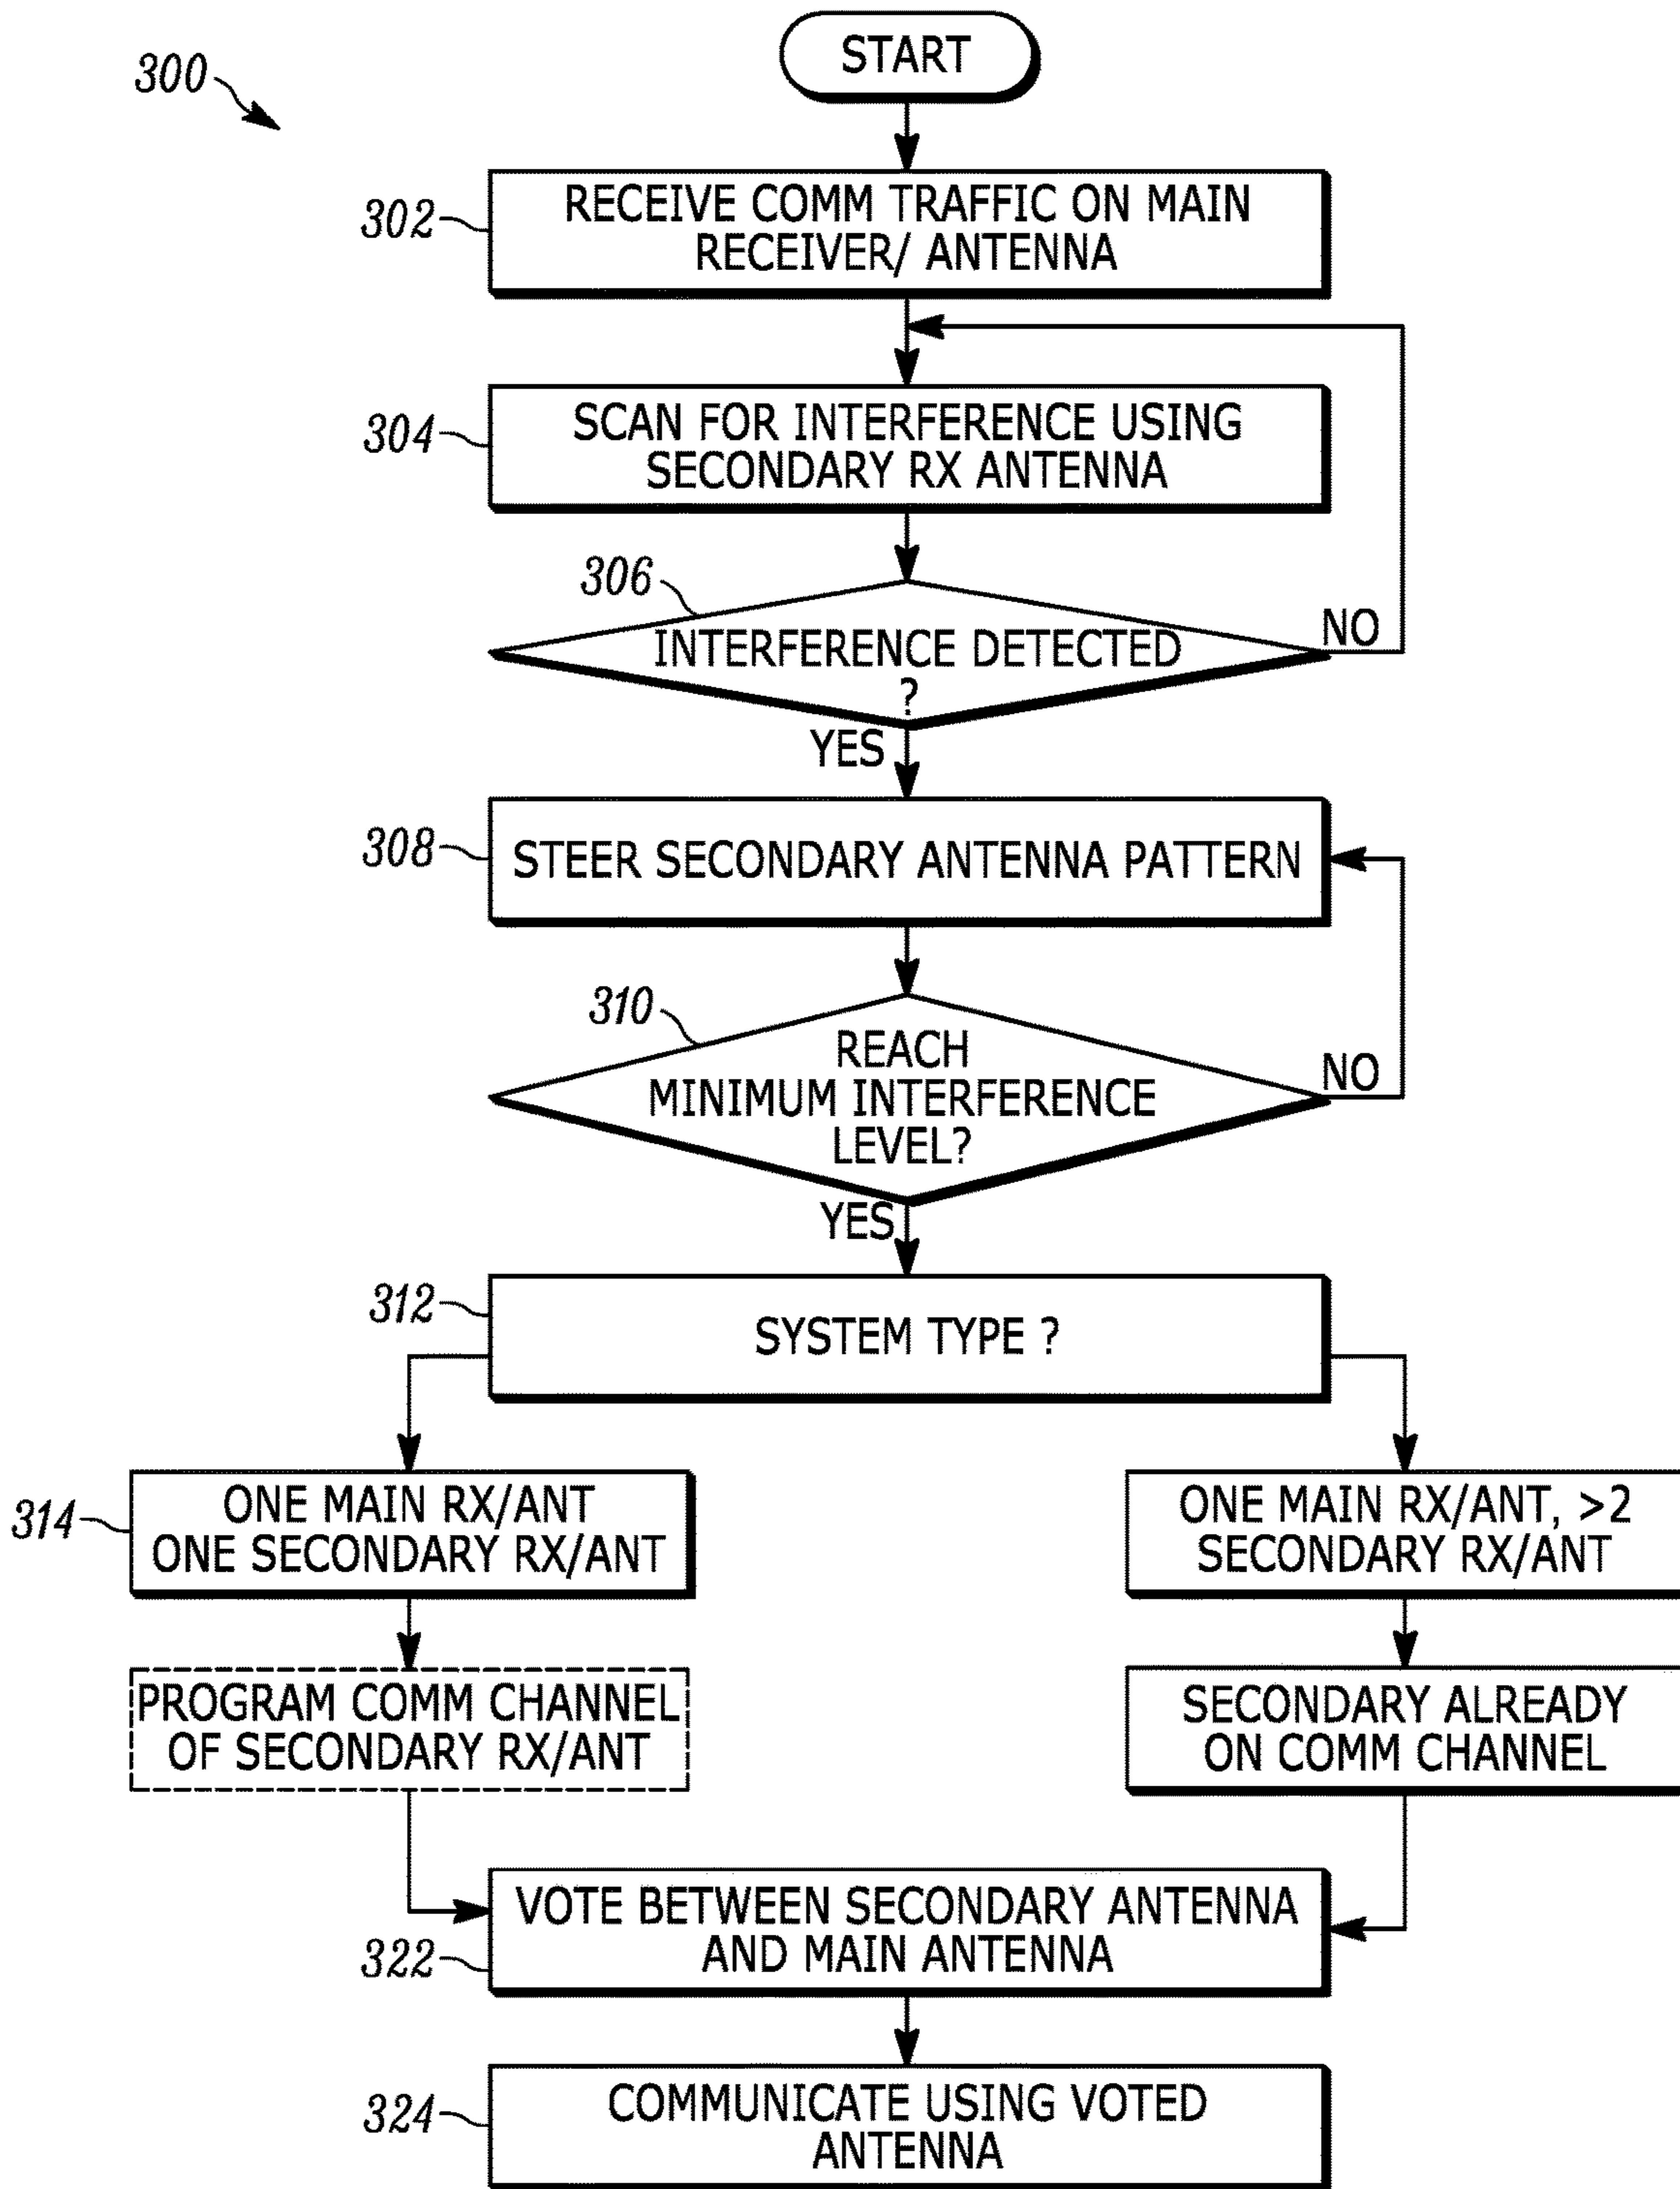 START
300
302
RECEIVE COMM TRAFFIC ON MAIN
RECEIVER/ ANTENNA
304
SCAN FOR INTERFERENCE USING
SECONDARY RX ANTENNA
306
INTERFERENCE DETECTED
?
NO
YES
308
STEER SECONDARY ANTENNA PATTERN
310
REACH
MINIMUM INTERFERENCE
LEVEL?
NO
YES
312
SYSTEM TYPE ?
314
ONE MAIN RX/ANT
ONE SECONDARY RX/ANT
ONE MAIN RX/ANT, >2
SECONDARY RX/ANT
PROGRAM COMM CHANNEL
OF SECONDARY RX/ANT
SECONDARY ALREADY
ON COMM CHANNEL
322
VOTE BETWEEN SECONDARY ANTENNA
AND MAIN ANTENNA
324
COMMUNICATE USING VOTED
ANTENNA